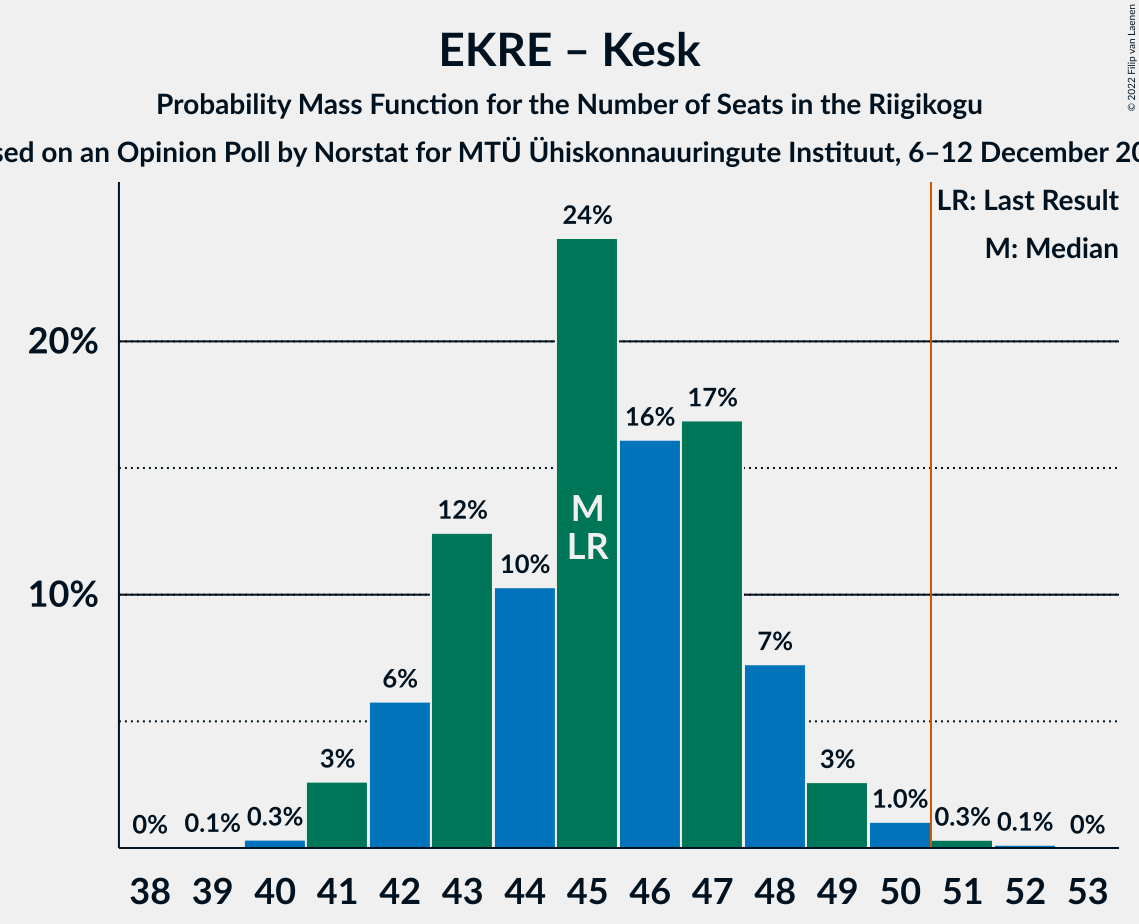 EKRE – Kesk
Probability Mass Function for the Number of Seats in the Riigikogu
on an Opinion Poll by Norstat for MTÜ Ühiskonnauuringute Instituut, 6–12 December
© 2022 Filip van Laenen
LR: Last Result
M: Median
20%
10%
0%
0.1%
0.3%
3%
6%
12%
10%
24%
16%
17%
7%
3%
1.0%
0.3%
0.1%
0%
M
LR
38 39 40 41 42 43 44 45 46 47 48 49 50 51 52 53